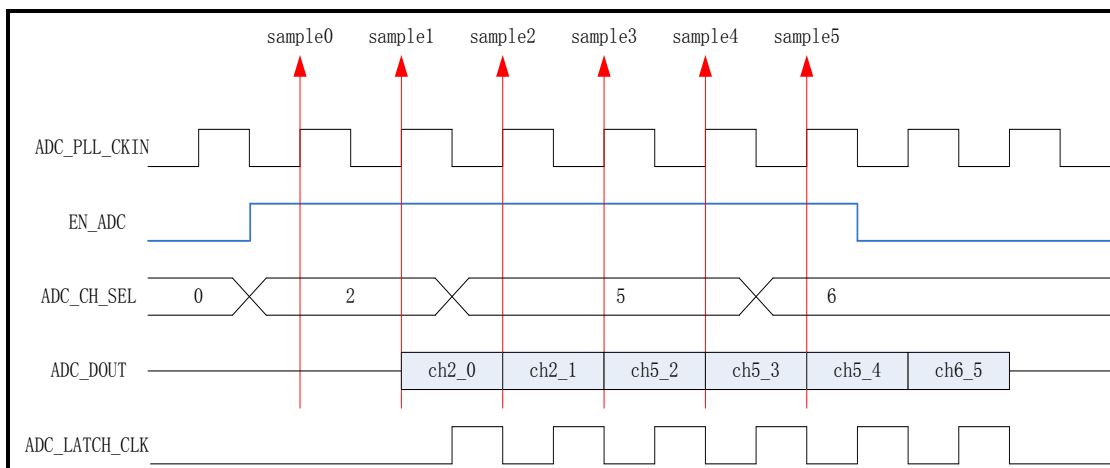 sample0 sample1 sample2 sample3 sample4 sample5
ADC_PLL_CKIN
EN_ADC
ADC_CH_SEL 0 2 5 6
ADC_DOUT ch2_0 ch2_1 ch5_2 ch5_3 ch5_4 ch6_5
ADC_LATCH_CLK